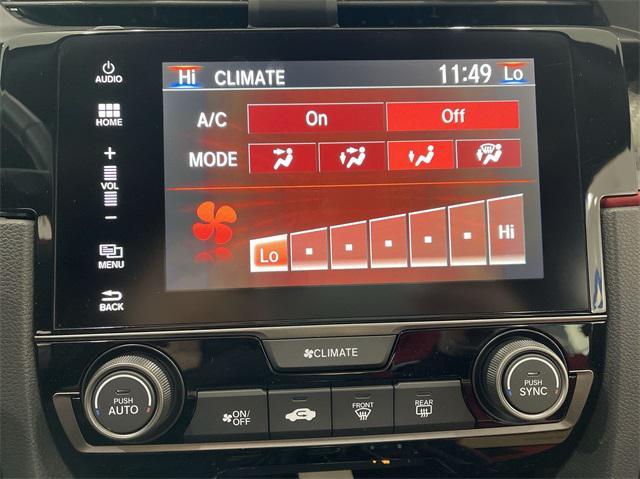 AUDIO
HOME
+
VOL
-
MENU
BACK
Hi CLIMATE 11:49 Lo
A/C On Off
MODE
Lo Hi
CLIMATE
PUSH
AUTO
ON/
OFF
FRONT
REAR
PUSH
SYNC